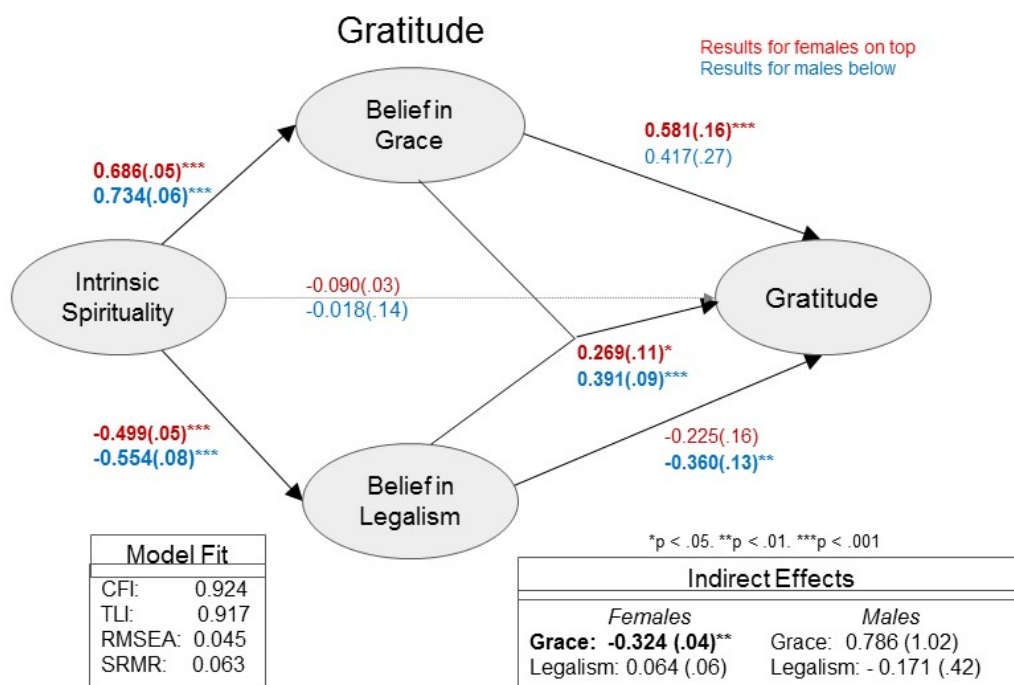 Gratitude
Results for females on top
Results for males below
Belief in
Grace
0.581(.16)***
0.417(.27)
0.686(.05)***
0.734(.06)***
Intrinsic
Spirituality
-0.090(.03)
-0.018(.14)
Gratitude
0.269(.11)*
0.391(.09)***
-0.499(.05)***
-0.554(.08)***
-0.225(.16)
-0.360(.13)**
Belief in
Legalism
*p < .05. **p < .01. ***p < .001
Model Fit
CFI: 0.924
TLI: 0.917
RMSEA: 0.045
SRMR: 0.063
Indirect Effects
Females Males
Grace: -0.324 (.04)** Grace: 0.786 (1.02)
Legalism: 0.064 (.06) Legalism: - 0.171 (.42)